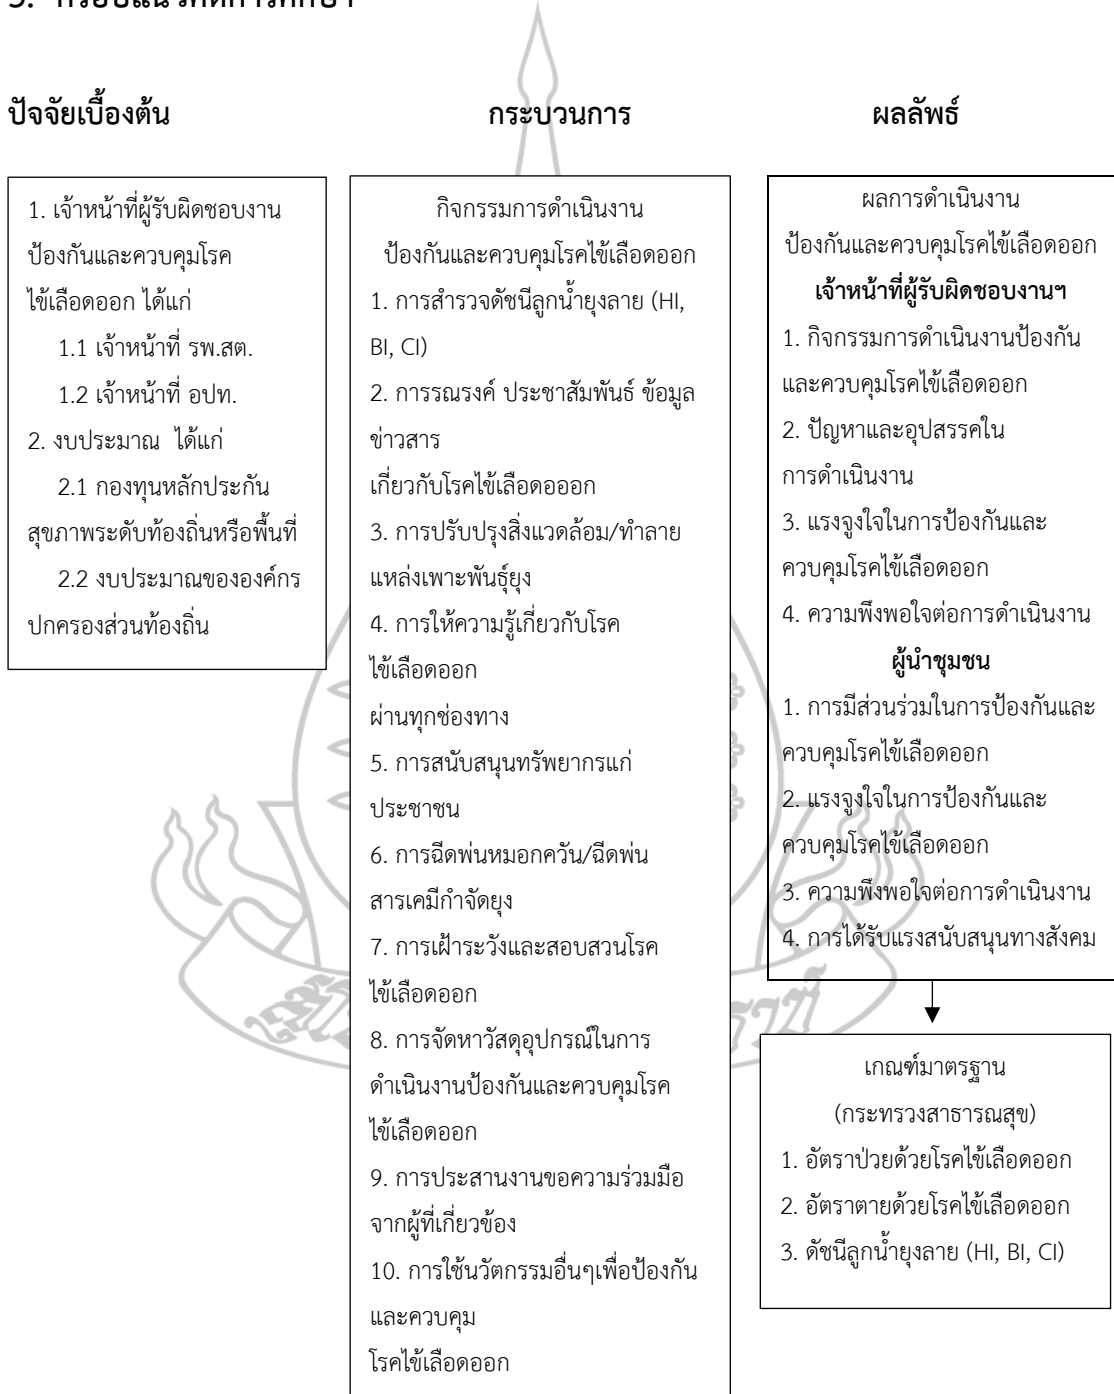 ปัจจัยเบื้องต้น
กระบวนการ
ผลลัพธ์
1. เจ้าหน้าที่ผู้รับผิดชอบงาน
ป้องกันและควบคุมโรค
ไข้เลือดออก ได้แก่
1.1 เจ้าหน้าที่ รพ.สต.
1.2 เจ้าหน้าที่ อปท.
2. งบประมาณ ได้แก่
2.1 กองทุนหลักประกัน
สุขภาพระดับท้องถิ่นหรือพื้นที่
2.2 งบประมาณขององค์กร
ปกครองส่วนท้องถิ่น
กิจกรรมการดำเนินงาน
ป้องกันและควบคุมโรคไข้เลือดออก
1. การสำรวจดัชนีลูกน้ำยุงลาย (HI,
BI, CI)
2. การรณรงค์ ประชาสัมพันธ์ ข้อมูล
ข่าวสาร
เกี่ยวกับโรคไข้เลือดอออก
3. การปรับปรุงสิ่งแวดล้อม/ทำลาย
แหล่งเพาะพันธุ์ยุง
4. การให้ความรู้เกี่ยวกับโรค
ไข้เลือดออก
ผ่านทุกช่องทาง
5. การสนับสนุนทรัพยากรแก่
ประชาชน
6. การฉีดพ่นหมอกควัน/ฉีดพ่น
สารเคมีกำจัดยุง
7. การเฝ้าระวังและสอบสวนโรค
ไข้เลือดออก
8. การจัดหาวัสดุอุปกรณ์ในการ
ดำเนินงานป้องกันและควบคุมโรค
ไข้เลือดออก
9. การประสานงานขอความร่วมมือ
จากผู้ที่เกี่ยวข้อง
10. การใช้นวัตกรรมอื่นๆเพื่อป้องกัน
และควบคุม
โรคไข้เลือดออก
ผลการดำเนินงาน
ป้องกันและควบคุมโรคไข้เลือดออก
เจ้าหน้าที่ผู้รับผิดชอบงานฯ
1. กิจกรรมการดำเนินงานป้องกัน
และควบคุมโรคไข้เลือดออก
2. ปัญหาและอุปสรรคใน
การดำเนินงาน
3. แรงจูงใจในการป้องกันและ
ควบคุมโรคไข้เลือดออก
4. ความพึงพอใจต่อการดำเนินงาน
ผู้นำชุมชน
1. การมีส่วนร่วมในการป้องกันและ
ควบคุมโรคไข้เลือดออก
2. แรงจูงใจในการป้องกันและ
ควบคุมโรคไข้เลือดออก
3. ความพึงพอใจต่อการดำเนินงาน
4. การได้รับแรงสนับสนุนทางสังคม
เกณฑ์มาตรฐาน
(กระทรวงสาธารณสุข)
1. อัตราป่วยด้วยโรคไข้เลือดออก
2. อัตราตายด้วยโรคไข้เลือดออก
3. ดัชนีลูกน้ำยุงลาย (HI, BI, CI)